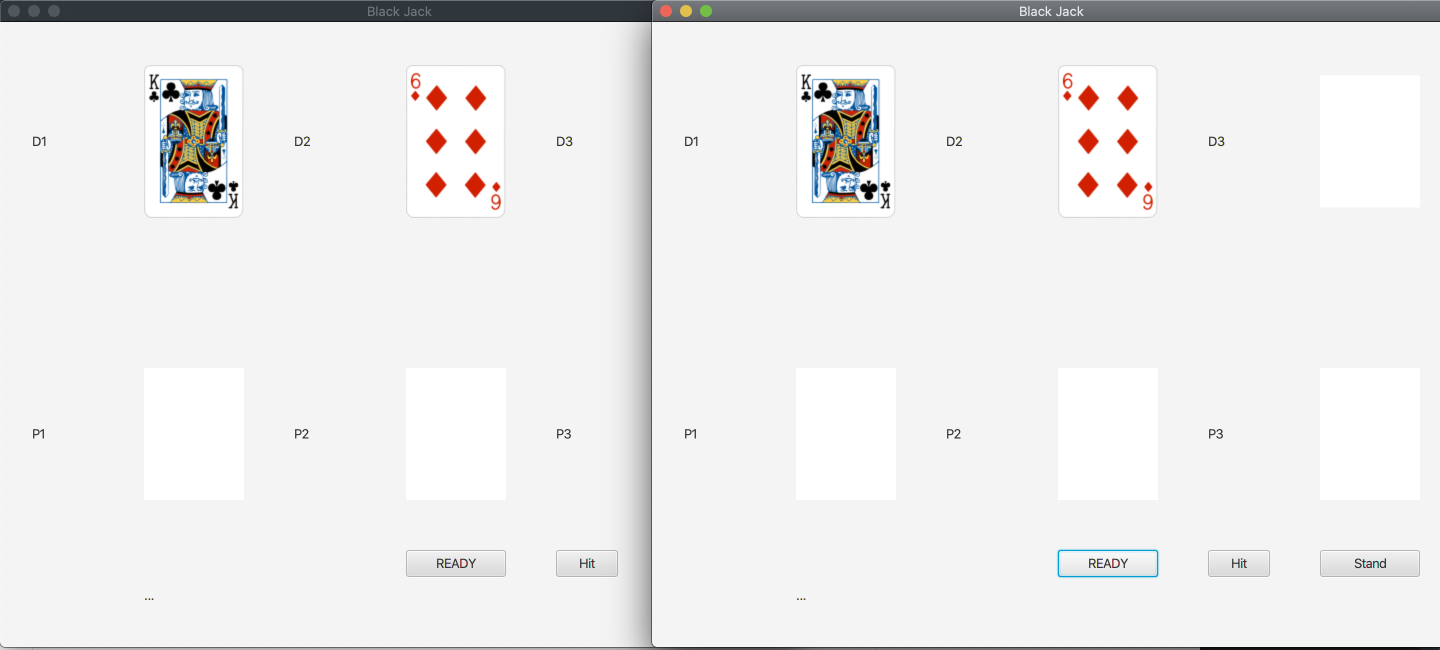 Black Jack
K
6
D1
D2
D3
K
9
P1
P2
P3
READY
Hit
...
Black Jack
K
6
D1
D2
D3
K
9
P1
P2
P3
READY
Hit
Stand
...